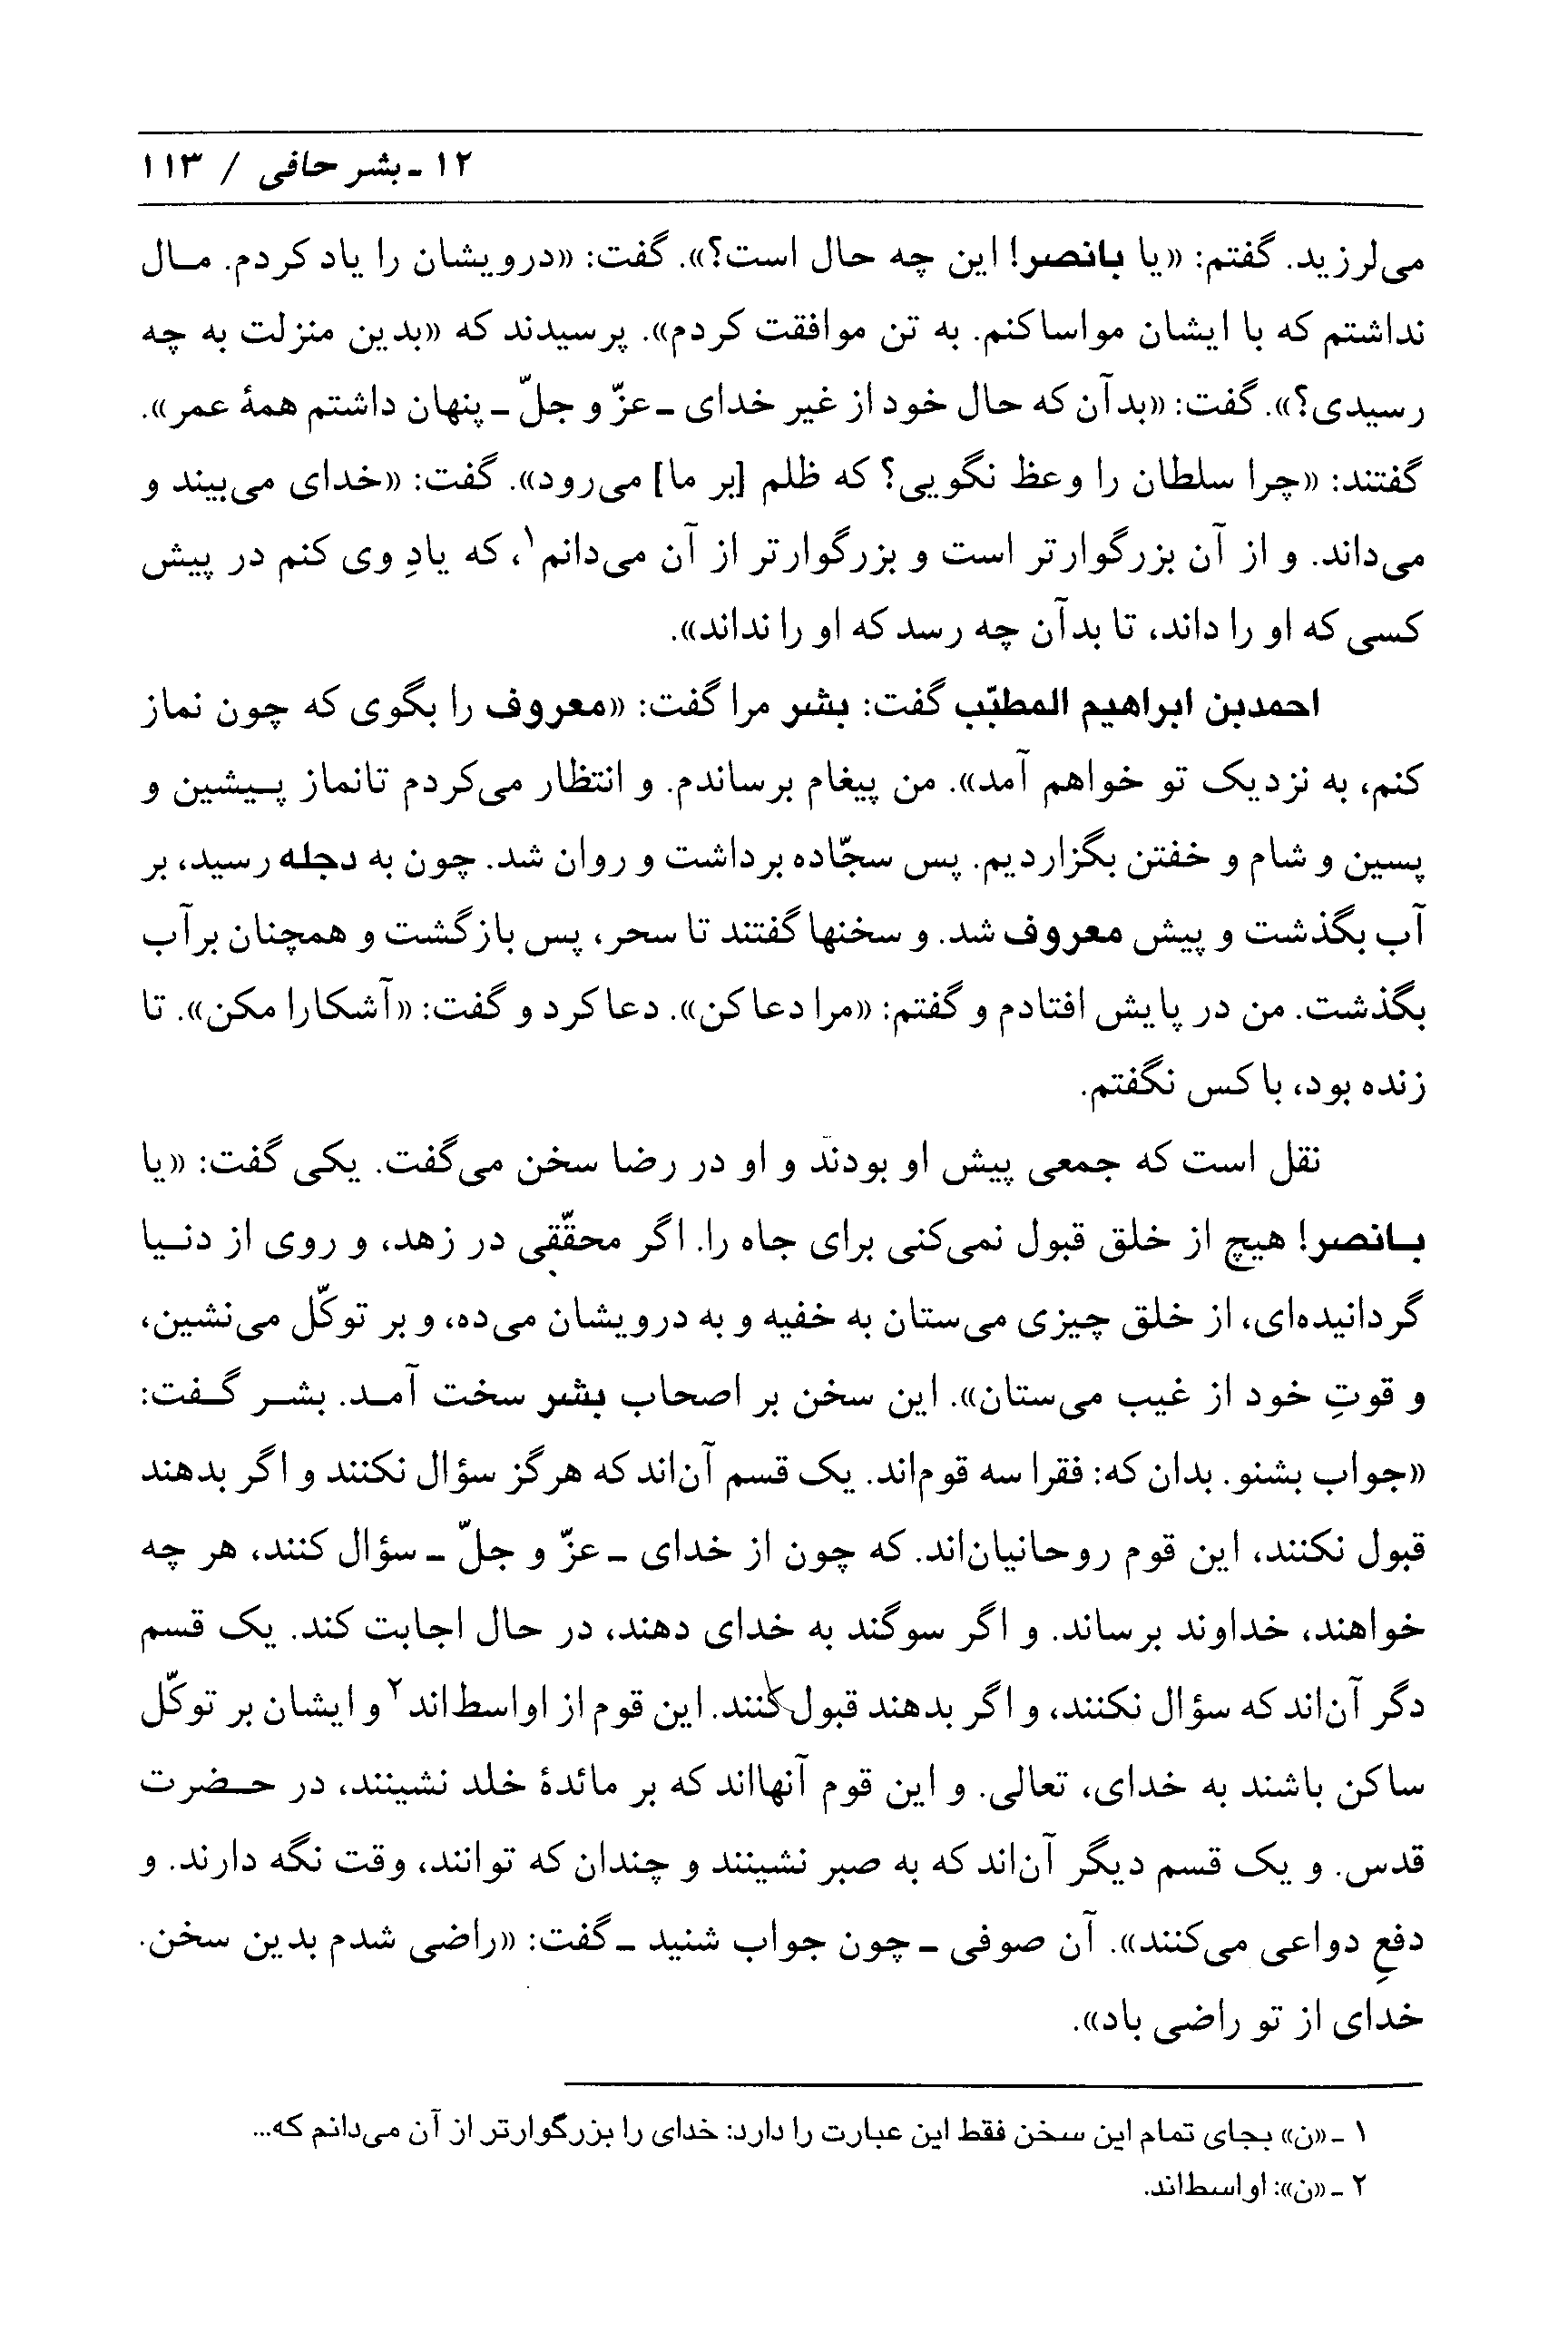 ۱۲ ـ بشر حافی / ۱۱۳
می‌لرزید. گفتم: «یا بانصر! این چه حال است؟». گفت: «درویشان را یاد کردم. مال
نداشتم که با ایشان مواسا کنم. به تن موافقت کردم». پرسیدند که «بدین منزلت به چه
رسیدی؟». گفت: «بدآن که حال خود از غیر خدای ـ عزّ و جلّ ـ پنهان داشتم همهٔ عمر».
گفتند: «چرا سلطان را وعظ نگویی؟ که ظلم [بر ما] می‌رود». گفت: «خدای می‌بیند و
می‌داند. و از آن بزرگوارتر است و بزرگوارتر از آن می‌دانم۱، که یادِ وی کنم در پیش
کسی که او را داند، تا بدآن چه رسد که او را نداند».
احمدبن ابراهیم المطبّب گفت: بشر مرا گفت: «معروف را بگوی که چون نماز
کنم، به نزدیک تو خواهم آمد». من پیغام برساندم. و انتظار می‌کردم تانماز پیشین و
پسین و شام و خفتن بگزاردیم. پس سجّاده برداشت و روان شد. چون به دجله رسید، بر
آب بگذشت و پیش معروف شد. و سخنها گفتند تا سحر، پس بازگشت و همچنان برآب
بگذشت. من در پایش افتادم و گفتم: «مرا دعا کن». دعا کرد و گفت: «آشکارا مکن». تا
زنده بود، با کس نگفتم.
نقل است که جمعی پیش او بودند و او در رضا سخن می‌گفت. یکی گفت: «یا
بانصر! هیچ از خلق قبول نمی‌کنی برای جاه را. اگر محقّقی در زهد، و روی از دنیا
گردانیده‌ای، از خلق چیزی می‌ستان به خفیه و به درویشان می‌ده، و بر توکّل می‌نشین،
و قوتِ خود از غیب می‌ستان». این سخن بر اصحاب بشر سخت آمد. بشر گفت:
«جواب بشنو. بدان که: فقرا سه قوم‌اند. یک قسم آن‌اند که هرگز سؤال نکنند و اگر بدهند
قبول نکنند، این قوم روحانیان‌اند. که چون از خدای ـ عزّ و جلّ ـ سؤال کنند، هر چه
خواهند، خداوند برساند. و اگر سوگند به خدای دهند، در حال اجابت کند. یک قسم
دگر آن‌اند که سؤال نکنند، و اگر بدهند قبول کنند. این قوم از اواسط‌اند۲ و ایشان بر توکّل
ساکن باشند به خدای، تعالی. و این قوم آنهااند که بر مائدهٔ خلد نشینند، در حضرت
قدس. و یک قسم دیگر آن‌اند که به صبر نشینند و چندان که توانند، وقت نگه دارند. و
دفعِ دواعی می‌کنند». آن صوفی ـ چون جواب شنید ـ گفت: «راضی شدم بدین سخن.
خدای از تو راضی باد».
۱ ـ «ن» بجای تمام این سخن فقط این عبارت را دارد: خدای را بزرگوارتر از آن می‌دانم که...
۲ ـ «ن»: اواسط‌اند.